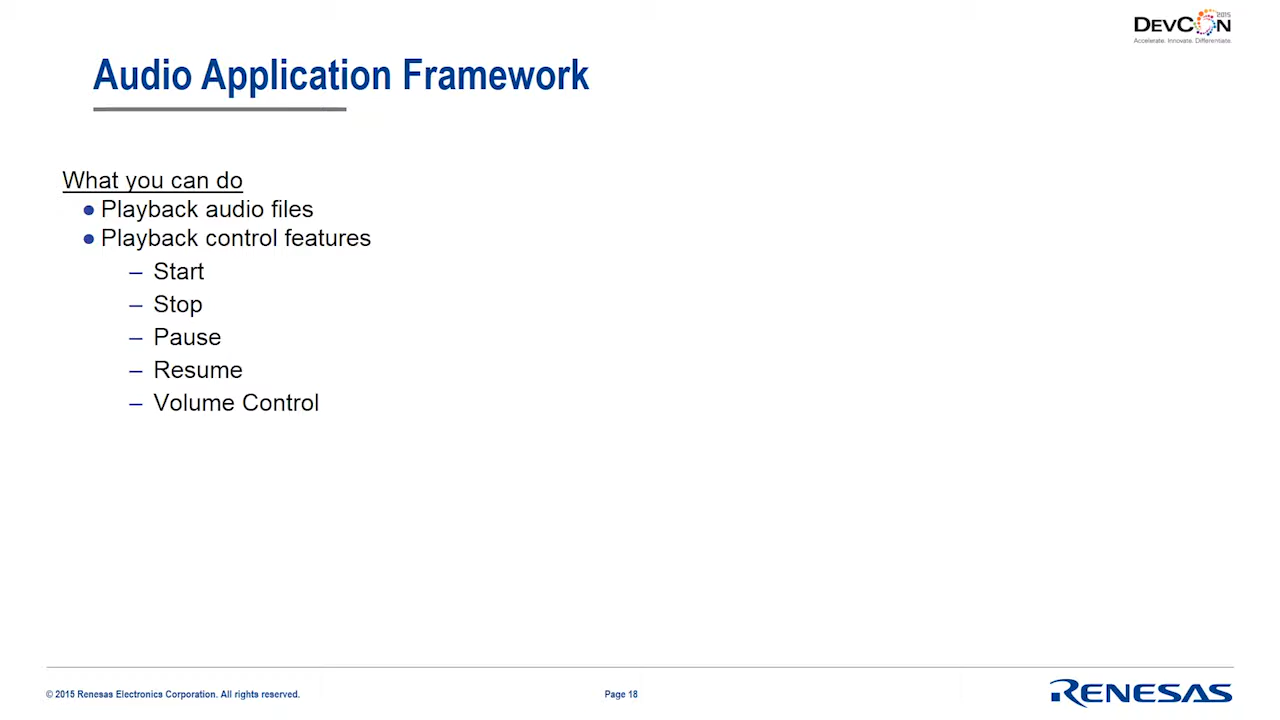 DevCon 2015
Accelerate. Innovate. Differentiate.
Audio Application Framework
What you can do
● Playback audio files
● Playback control features
– Start
– Stop
– Pause
– Resume
– Volume Control
© 2015 Renesas Electronics Corporation. All rights reserved.
Page 18
RENESAS